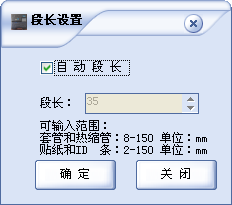 段长设置
自动段长
段长： 35
可输入范围：
套管和热缩管：8-150 单位：mm
贴纸和ID 条：2-150 单位：mm
确 定 关 闭